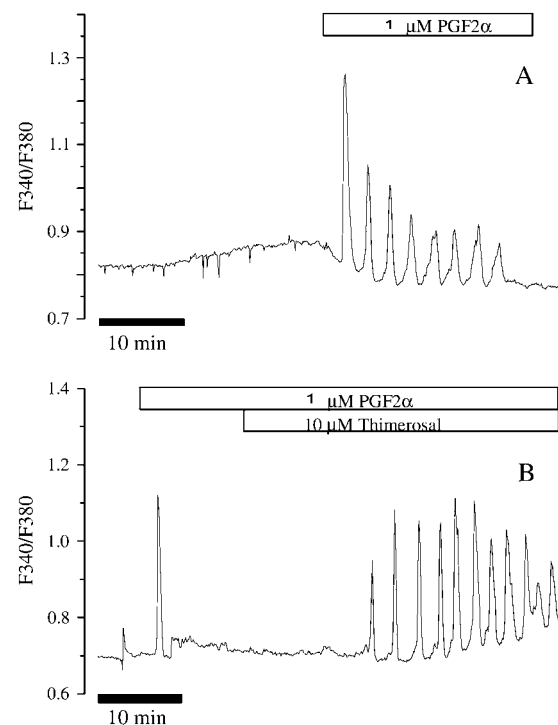 1 μM PGF2α
A
1.3
1.1
0.9
0.7
F340/F380
10 min
1.4
1 μM PGF2α
10 μM Thimerosal
B
1.2
1.0
0.8
0.6
F340/F380
10 min